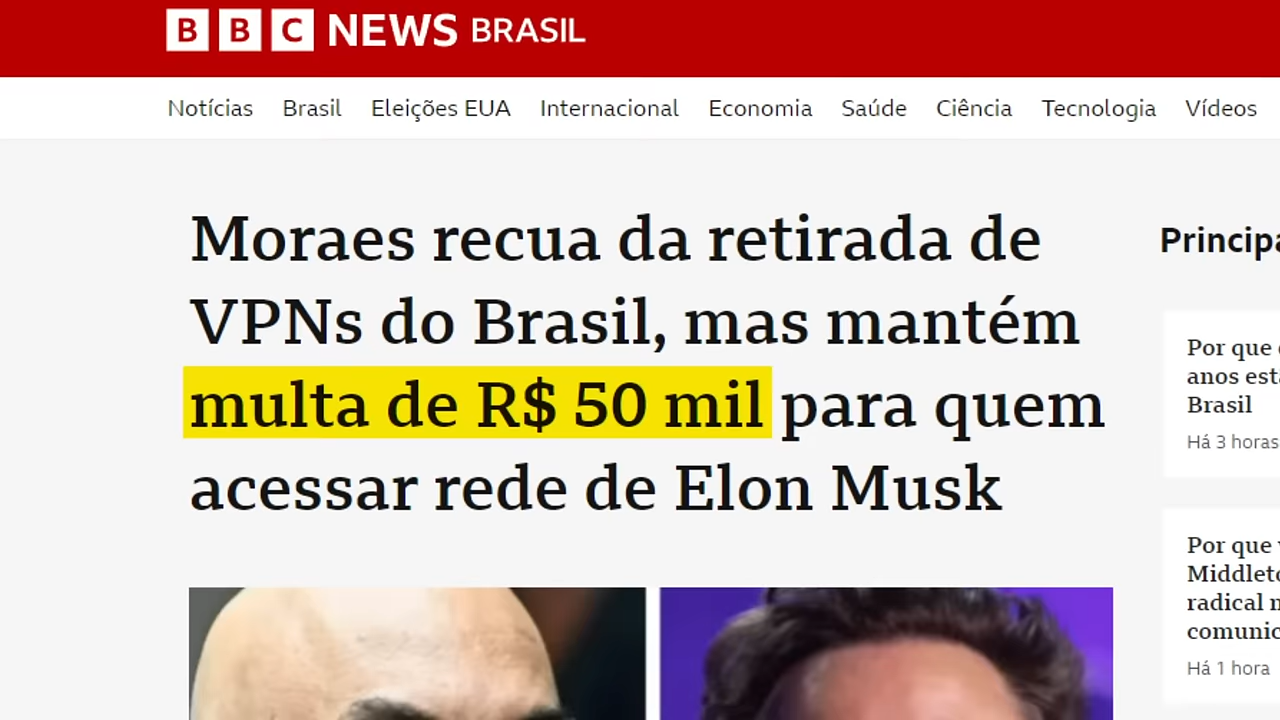 BBC NEWS BRASIL
Notícias Brasil Eleições EUA Internacional Economia Saúde Ciência Tecnologia Vídeos
Moraes recua da retirada de
VPNs do Brasil, mas mantém
multa de R$ 50 mil para quem
acessar rede de Elon Musk
Por que
anos
Brasil
Há 3 horas
Por que
radical
Há 1 hora